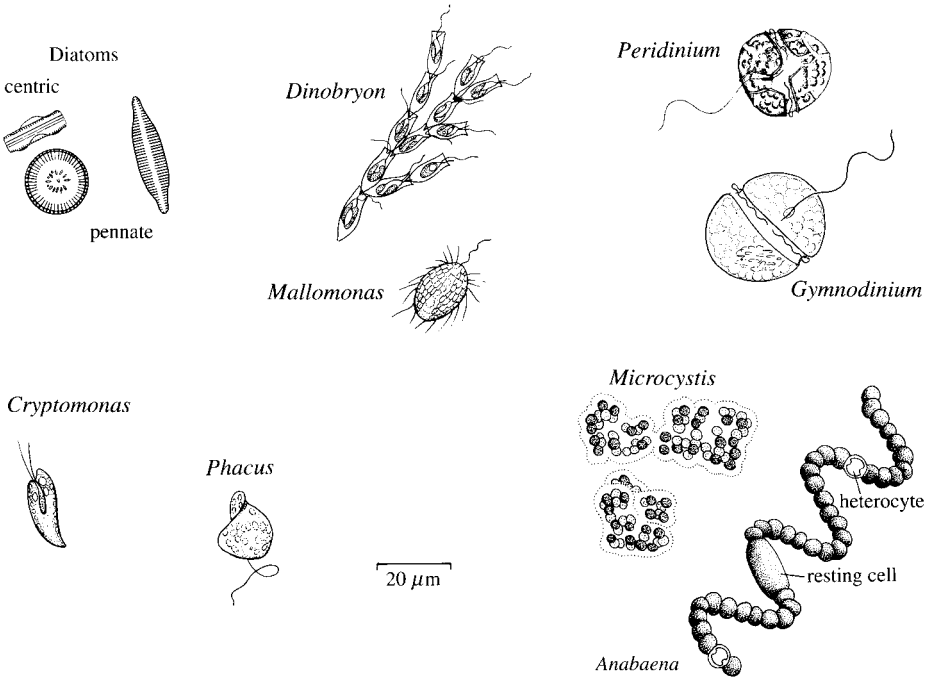 Diatoms
centric
pennate
Dinobryon
Mallomonas
Peridinium
Gymnodinium
Cryptomonas
Phacus
20 μm
Microcystis
heterocyte
resting cell
Anabaena